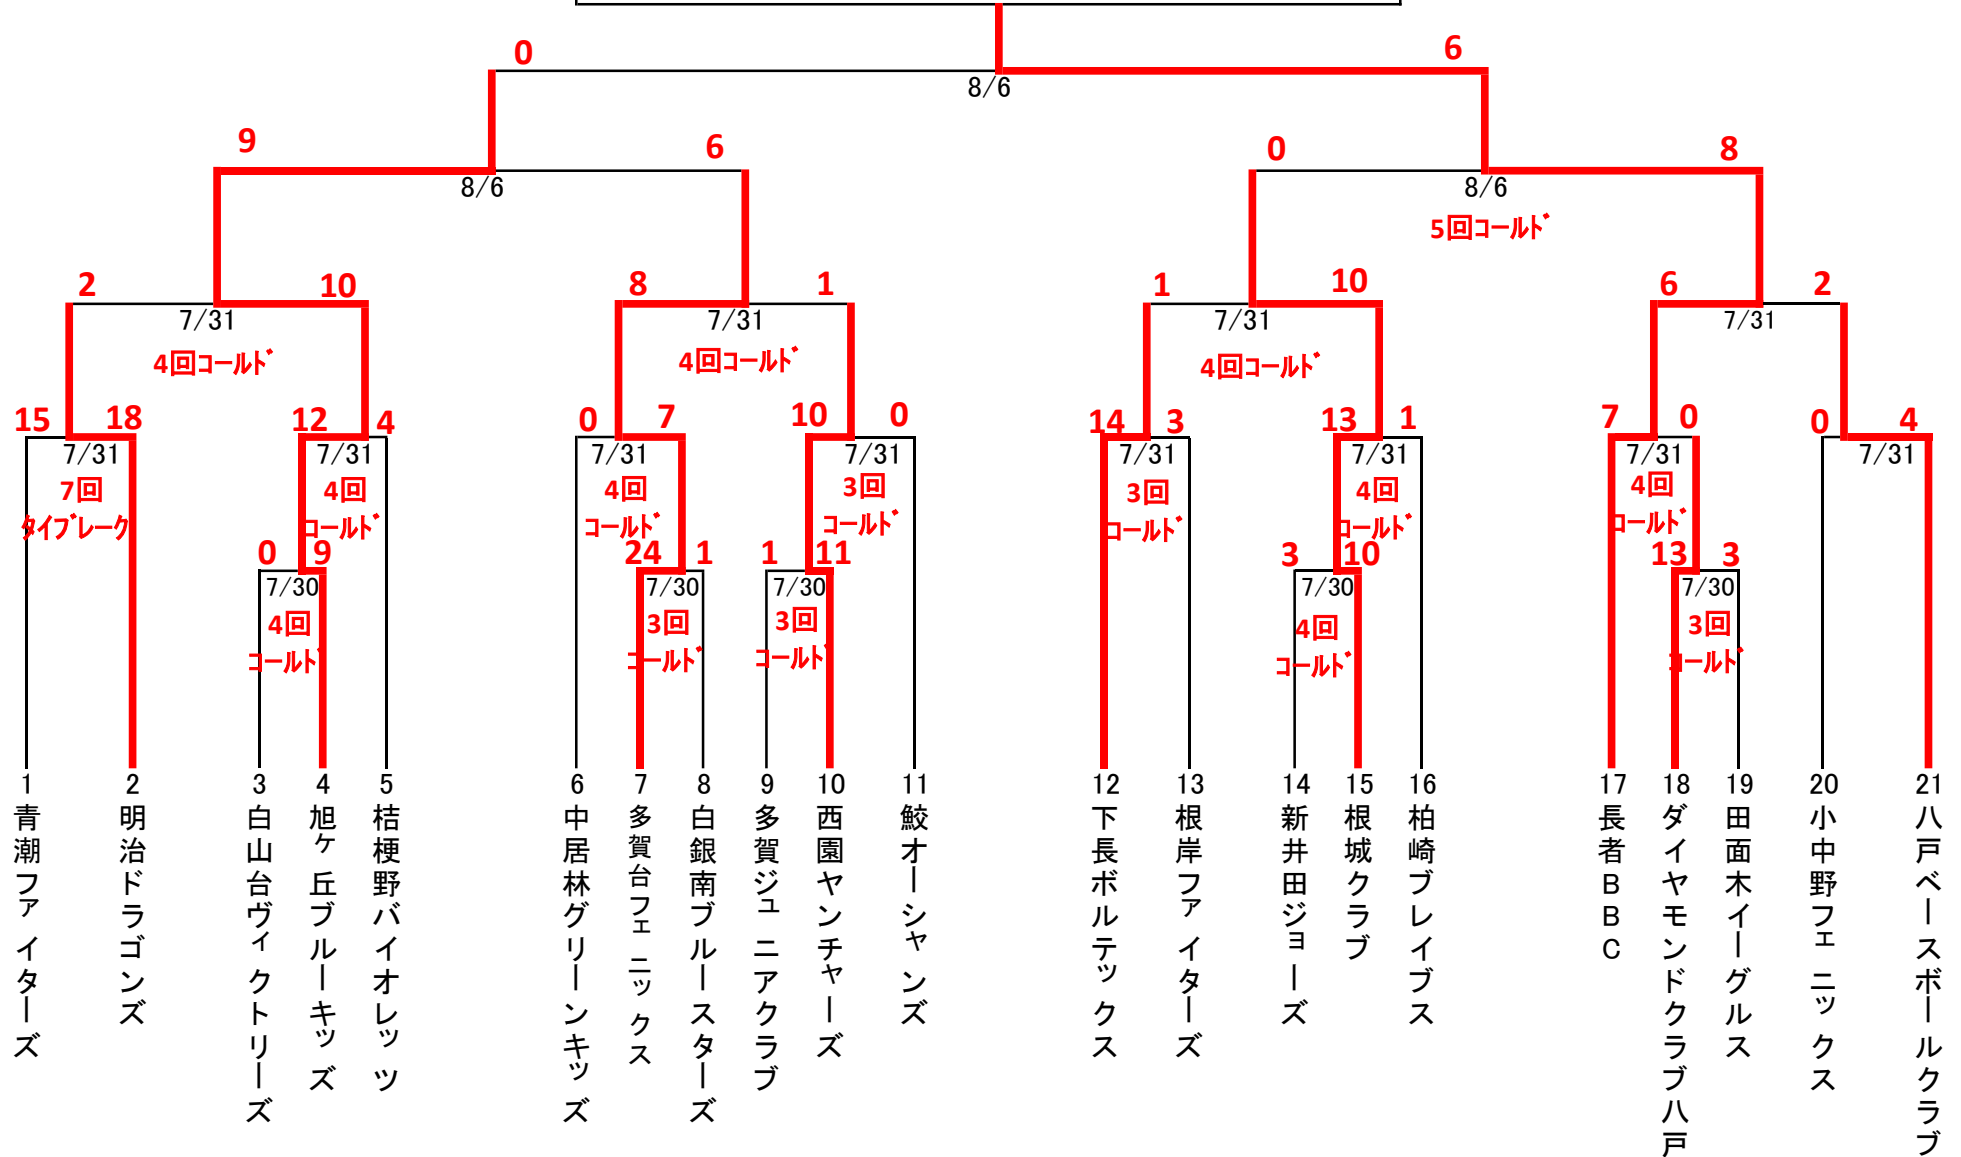 0
6
8/6
9
6
0
8
8/6
8/6
5回コールド
2
10
8
1
1
10
6
2
7/31
7/31
7/31
7/31
4回コールド
4回コールド
4回コールド
15
18
12
4
0
7
10
0
14
3
13
1
7
0
0
4
7/31
7/31
7/31
7/31
7/31
7/31
7/31
7/31
7回
タイブレーク
4回
コールド
4回
コールド
3回
コールド
3回
コールド
4回
コールド
4回
コールド
0
9
24
1
1
11
3
10
13
3
7/30
7/30
7/30
7/30
7/30
4回
コールド
3回
コールド
3回
コールド
4回
コールド
3回
コールド
1 青潮ファイターズ
2 明治ドラゴンズ
3 白山台ヴィクトリーズ
4 旭ヶ丘ブルーキッズ
5 桔梗野バイオレッツ
6 中居林グリーンキッズ
7 多賀台フェニックス
8 白銀南ブルースターズ
9 多賀ジュニアクラブ
10 西園ヤンチャーズ
11 鮫オーシャンズ
12 下長ボルテックス
13 根岸ファイターズ
14 新井田ジョーズ
15 根城クラブ
16 柏崎ブレイブス
17 長者BBC
18 ダイヤモンドクラブ八戸
19 田面木イーグルス
20 小中野フェニックス
21 八戸ベースボールクラブ